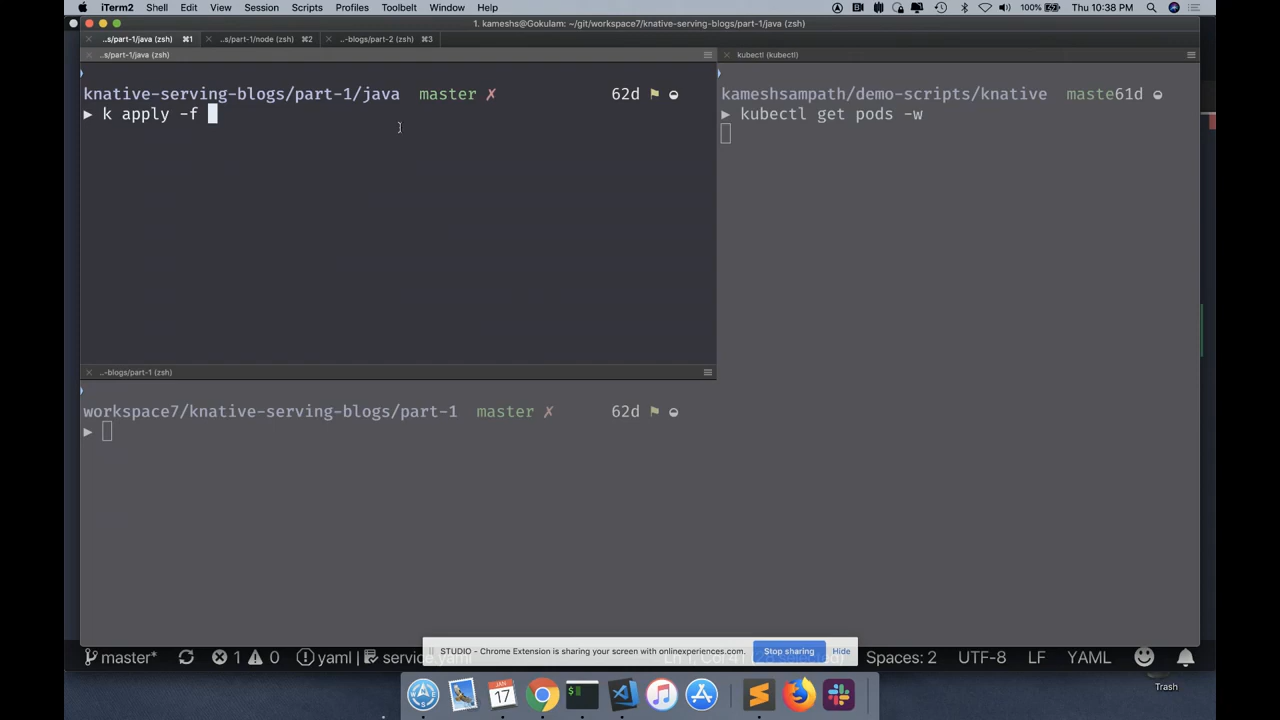 iTerm2 Shell Edit View Session Scripts Profiles Toolbelt Window Help 100% Thu 10:38 PM
1. kameshs@Gokulam: ~/git/workspace7/knative-serving-blogs/part-1/java (zsh)
..s/part-1/java (zsh) ⌘1 ..s/part-1/node (zsh) ⌘2 ..-blogs/part-2 (zsh) ⌘3
..s/part-1/java (zsh)
knative-serving-blogs/part-1/java master ✗ 62d
▶ k apply -f
..-blogs/part-1 (zsh)
workspace7/knative-serving-blogs/part-1 master ✗ 62d
▶
kubectl (kubectl)
kameshsampath/demo-scripts/knative maste61d
▶ kubectl get pods -w
STUDIO - Chrome Extension is sharing your screen with onlinexperiences.com. Stop sharing Hide
master* 1 0 yaml service.yaml Spaces: 2 UTF-8 LF YAML
JAN
17
$
Trash